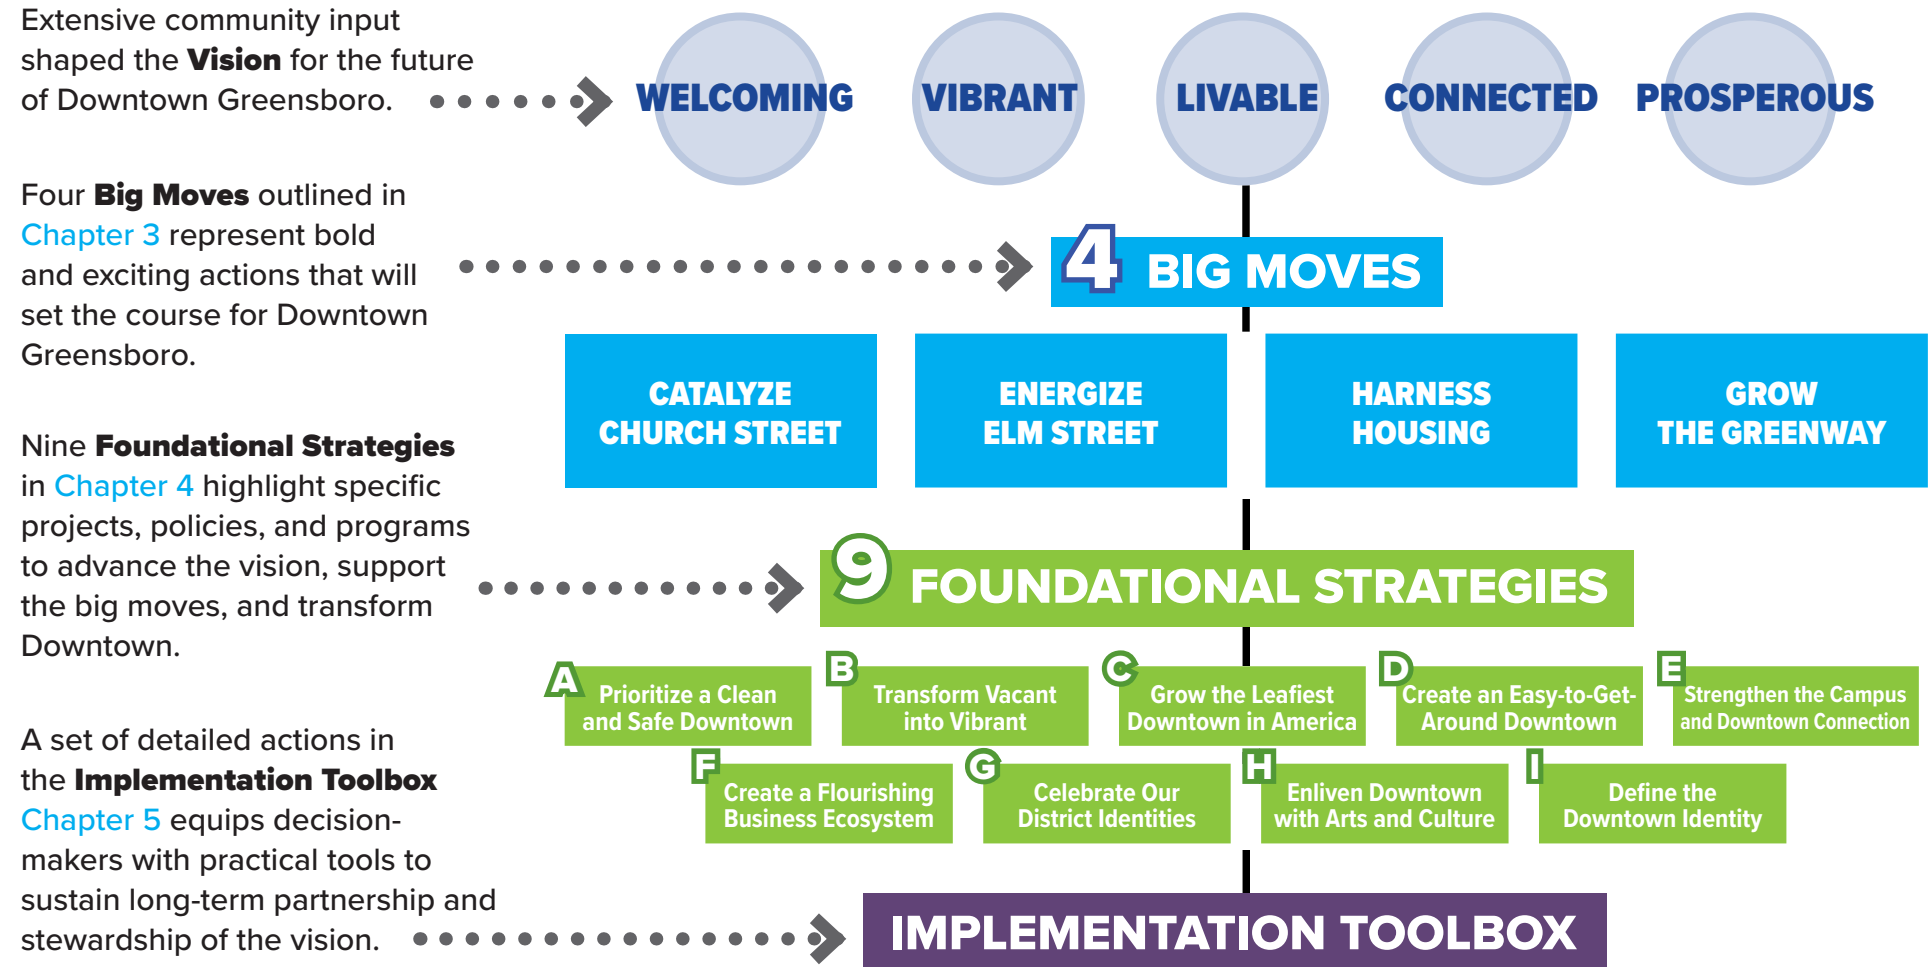 Extensive community input
shaped the Vision for the future
of Downtown Greensboro.
WELCOMING
VIBRANT
LIVABLE
CONNECTED
PROSPEROUS
Four Big Moves outlined in
Chapter 3 represent bold
and exciting actions that will
set the course for Downtown
Greensboro.
4 BIG MOVES
CATALYZE
CHURCH STREET
ENERGIZE
ELM STREET
HARNESS
HOUSING
GROW
THE GREENWAY
Nine Foundational Strategies
in Chapter 4 highlight specific
projects, policies, and programs
to advance the vision, support
the big moves, and transform
Downtown.
9 FOUNDATIONAL STRATEGIES
A
Prioritize a Clean
and Safe Downtown
B
Transform Vacant
into Vibrant
C
Grow the Leafiest
Downtown in America
D
Create an Easy-to-Get-
Around Downtown
E
Strengthen the Campus
and Downtown Connection
F
Create a Flourishing
Business Ecosystem
G
Celebrate Our
District Identities
H
Enliven Downtown
with Arts and Culture
I
Define the
Downtown Identity
A set of detailed actions in
the Implementation Toolbox
Chapter 5 equips decision-
makers with practical tools to
sustain long-term partnership and
stewardship of the vision.
IMPLEMENTATION TOOLBOX